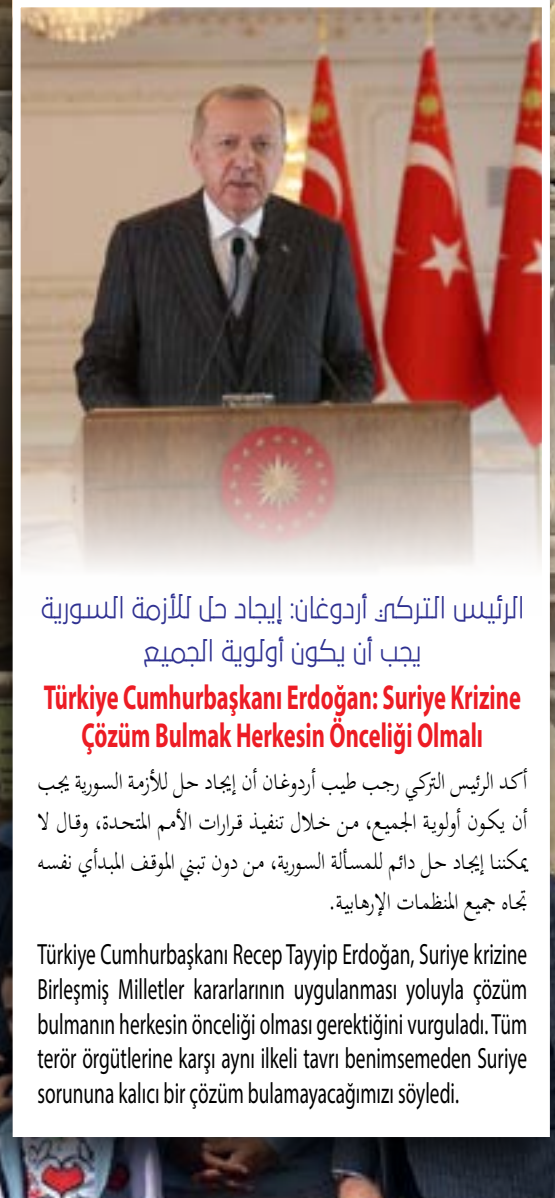 الرئيس التركي أردوغان: إيجاد حل للأزمة السورية
يجب أن يكون أولوية الجميع
Türkiye Cumhurbaşkanı Erdoğan: Suriye Krizine
Çözüm Bulmak Herkesin Önceliği Olmalı
أكد الرئيس التركي رجب طيب أردوغان أن إيجاد حل للأزمة السورية يجب
أن يكون أولوية الجميع، من خلال تنفيذ قرارات الأمم المتحدة، وقال لا
يمكننا إيجاد حل دائم للمسألة السورية، من دون تبني الموقف المبدأي نفسه
تجاه جميع المنظمات الإرهابية.
Türkiye Cumhurbaşkanı Recep Tayyip Erdoğan, Suriye krizine
Birleşmiş Milletler kararlarının uygulanması yoluyla çözüm
bulmanın herkesin önceliği olması gerektiğini vurguladı. Tüm
terör örgütlerine karşı aynı ilkeli tavrı benimsemeden Suriye
sorununa kalıcı bir çözüm bulamayacağımızı söyledi.